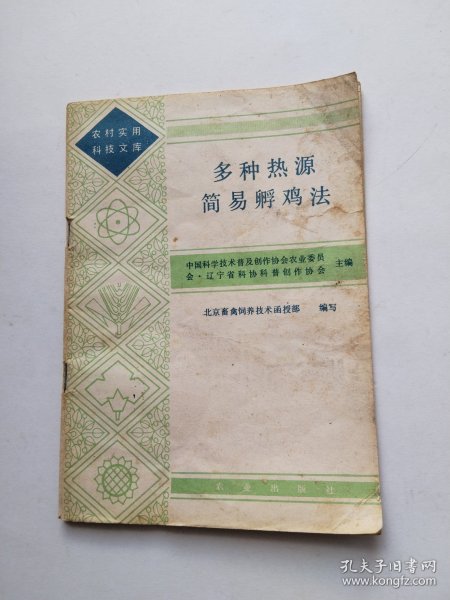 农村实用
科技文库
多种热源
简易孵鸡法
中国科学技术普及创作协会农业委员
会·辽宁省科协科普创作协会
主编
北京畜禽饲养技术函授部 编写
农业出版社
孔夫子旧书网
www.kongfz.com